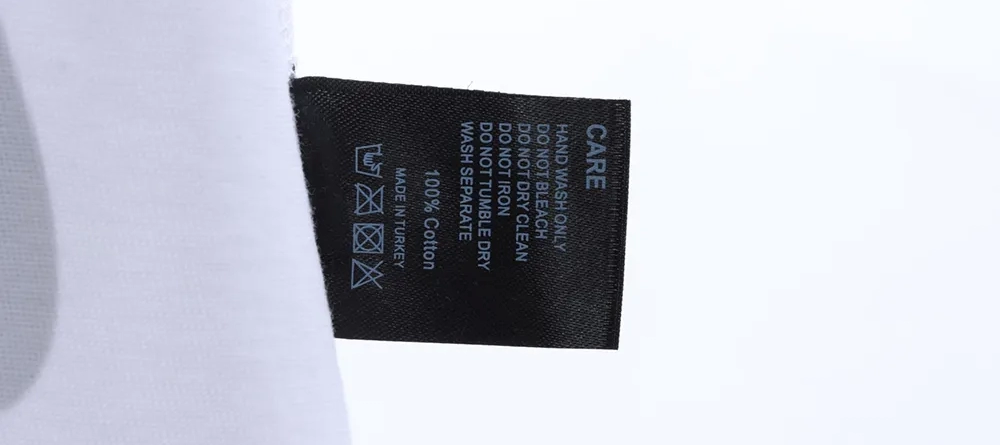 CARE
HAND WASH ONLY
DO NOT BLEACH
DO NOT DRY CLEAN
DO NOT IRON
DO NOT TUMBLE DRY
WASH SEPARATE
100% Cotton
MADE IN TURKEY